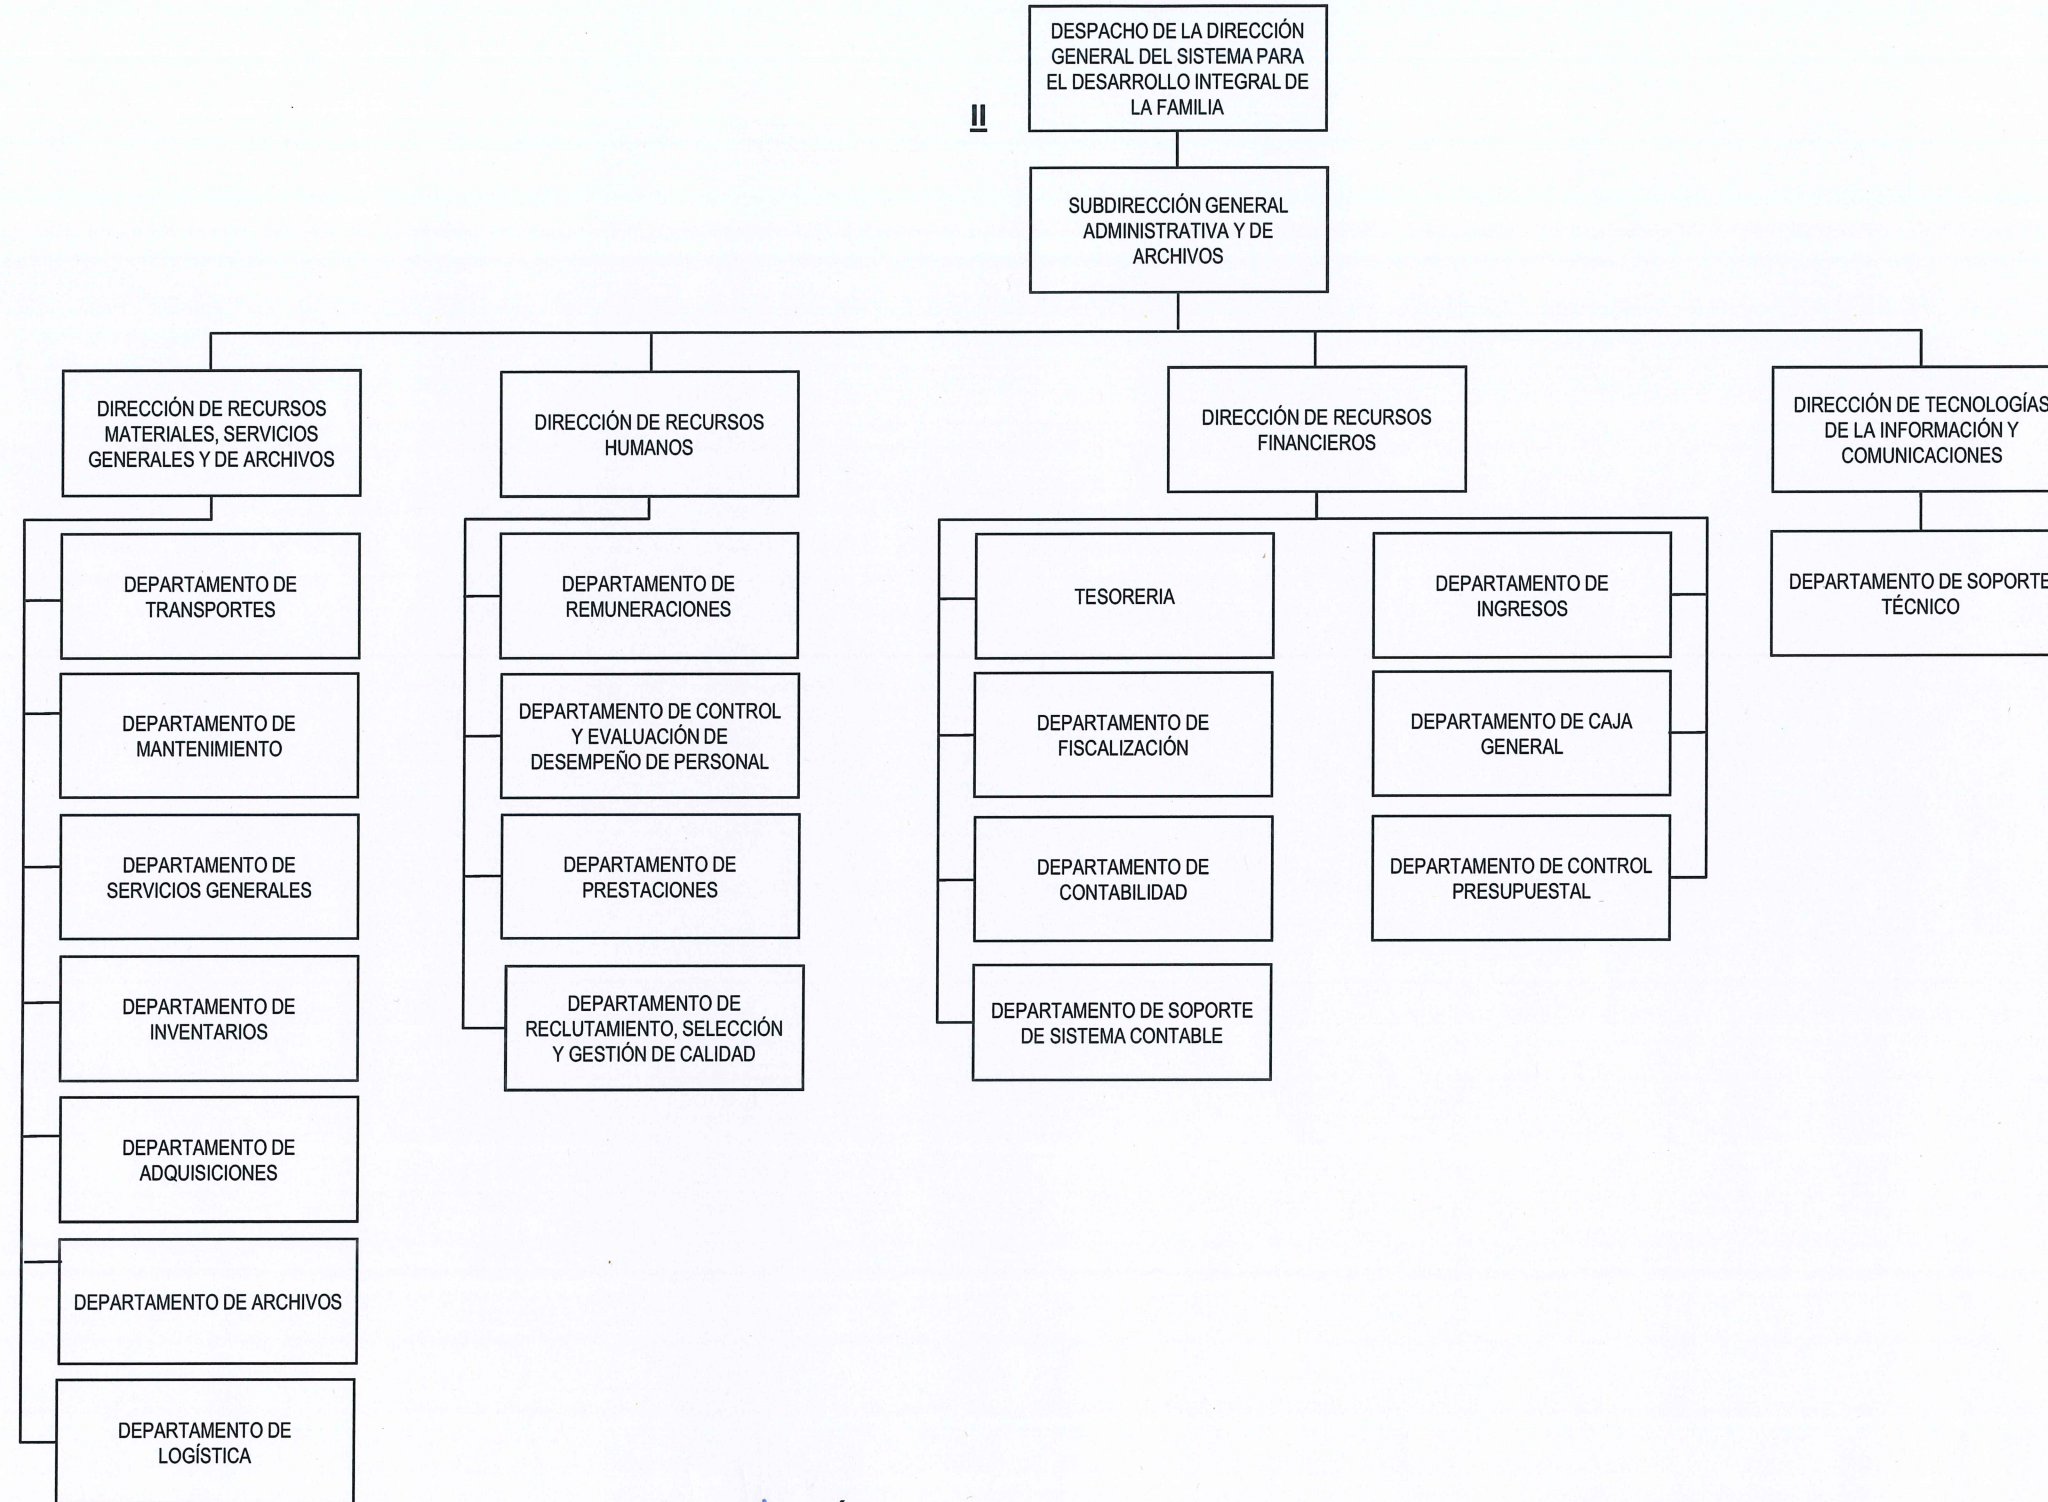 DESPACHO DE LA DIRECCIÓN
GENERAL DEL SISTEMA PARA
EL DESARROLLO INTEGRAL DE
LA FAMILIA
II
SUBDIRECCIÓN GENERAL
ADMINISTRATIVA Y DE
ARCHIVOS
DIRECCIÓN DE RECURSOS
MATERIALES, SERVICIOS
GENERALES Y DE ARCHIVOS
DIRECCIÓN DE RECURSOS
HUMANOS
DIRECCIÓN DE RECURSOS
FINANCIEROS
DIRECCIÓN DE TECNOLOGÍAS
DE LA INFORMACIÓN Y
COMUNICACIONES
DEPARTAMENTO DE
TRANSPORTES
DEPARTAMENTO DE
MANTENIMIENTO
DEPARTAMENTO DE
SERVICIOS GENERALES
DEPARTAMENTO DE
INVENTARIOS
DEPARTAMENTO DE
ADQUISICIONES
DEPARTAMENTO DE ARCHIVOS
DEPARTAMENTO DE
LOGÍSTICA
DEPARTAMENTO DE
REMUNERACIONES
DEPARTAMENTO DE CONTROL
Y EVALUACIÓN DE
DESEMPEÑO DE PERSONAL
DEPARTAMENTO DE
PRESTACIONES
DEPARTAMENTO DE
RECLUTAMIENTO, SELECCIÓN
Y GESTIÓN DE CALIDAD
TESORERIA
DEPARTAMENTO DE
FISCALIZACIÓN
DEPARTAMENTO DE
CONTABILIDAD
DEPARTAMENTO DE SOPORTE
DE SISTEMA CONTABLE
DEPARTAMENTO DE
INGRESOS
DEPARTAMENTO DE CAJA
GENERAL
DEPARTAMENTO DE CONTROL
PRESUPUESTAL
DEPARTAMENTO DE SOPORTE
TÉCNICO